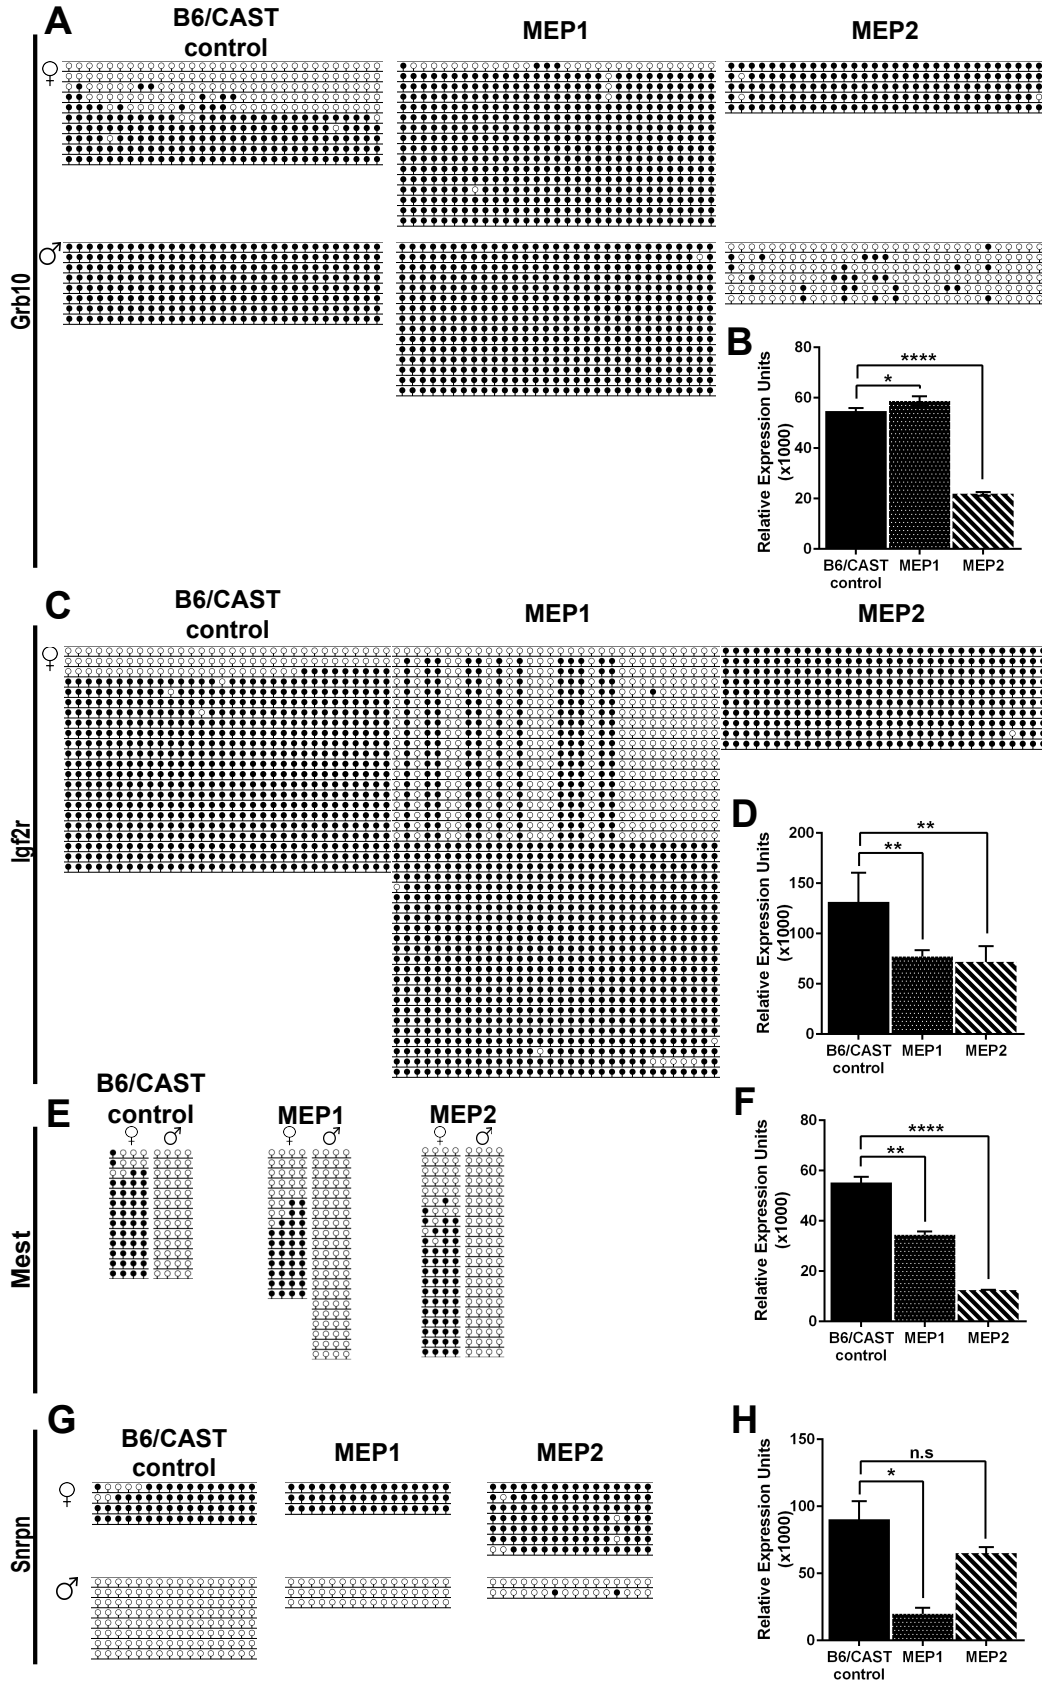 A
B6/CAST
control
MEP1
MEP2
♀
♂
Grb10
B
Relative Expression Units
(x1000)
80
60
40
20
0
****
*
B6/CAST
control
MEP1
MEP2
C
B6/CAST
control
MEP1
MEP2
♀
Igf2r
D
Relative Expression Units
(x1000)
200
150
100
50
0
**
**
B6/CAST
control
MEP1
MEP2
E
B6/CAST
control
MEP1
MEP2
♀ ♂
♀ ♂
♀ ♂
Mest
F
Relative Expression Units
(x1000)
80
60
40
20
0
****
**
B6/CAST
control
MEP1
MEP2
G
B6/CAST
control
MEP1
MEP2
♀
♂
Snrpn
H
Relative Expression Units
(x1000)
150
100
50
0
n.s
*
B6/CAST
control
MEP1
MEP2